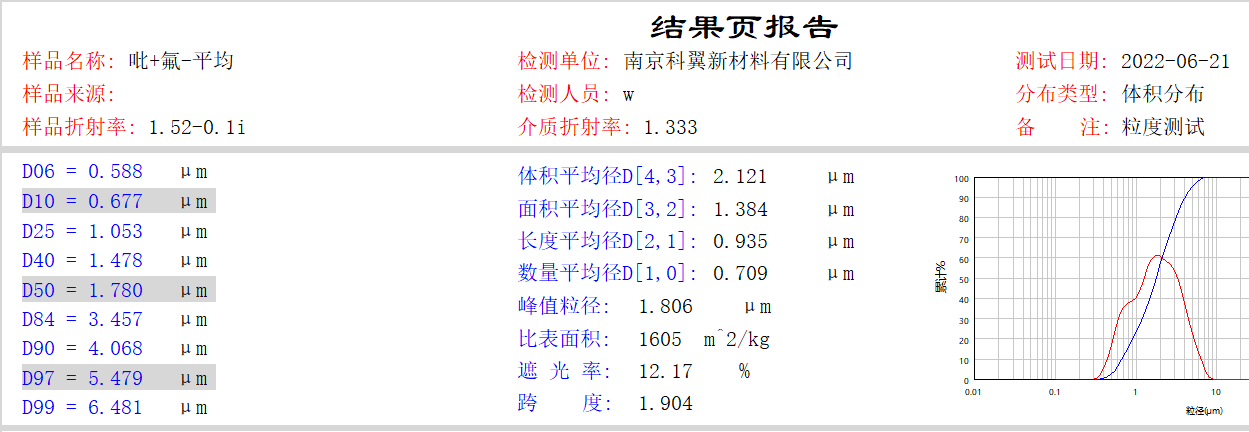 结果页报告
样品名称: 吡+氟-平均 检测单位: 南京科翼新材料有限公司 测试日期: 2022-06-21
样品来源: 检测人员: w 分布类型: 体积分布
样品折射率: 1.52-0.1i 介质折射率: 1.333 备 注: 粒度测试
D06 = 0.588 μm
D10 = 0.677 μm
D25 = 1.053 μm
D40 = 1.478 μm
D50 = 1.780 μm
D84 = 3.457 μm
D90 = 4.068 μm
D97 = 5.479 μm
D99 = 6.481 μm
体积平均径D[4,3]: 2.121 μm
面积平均径D[3,2]: 1.384 μm
长度平均径D[2,1]: 0.935 μm
数量平均径D[1,0]: 0.709 μm
峰值粒径: 1.806 μm
比表面积: 1605 m^2/kg
遮 光 率: 12.17 %
跨 度: 1.904
累计%
100
90
80
70
60
50
40
30
20
10
0
0.01 0.1 1 10
粒径(μm)